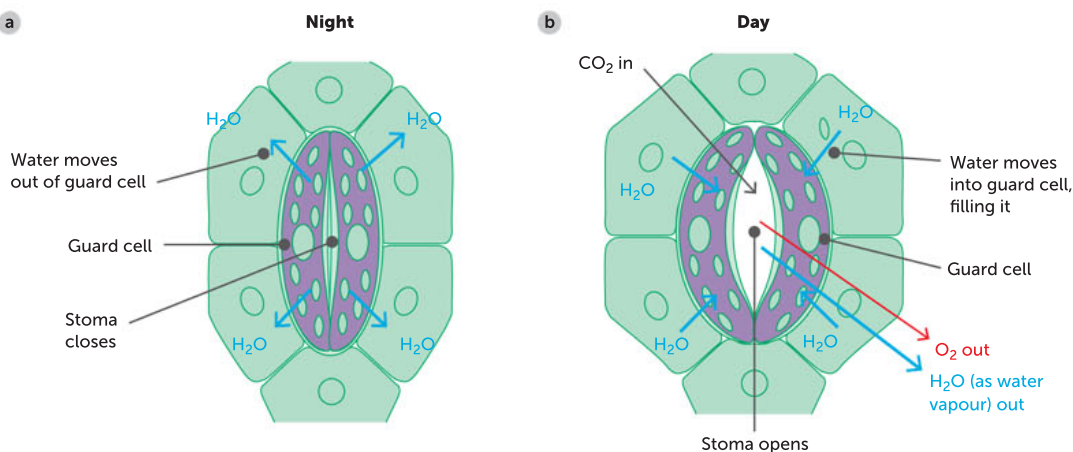 a
Night
H₂O
H₂O
Water moves
out of guard cell
Guard cell
Stoma
closes
H₂O
H₂O
b
Day
CO₂ in
H₂O
H₂O
Water moves
into guard cell,
filling it
Guard cell
H₂O
H₂O
O₂ out
H₂O (as water
vapour) out
Stoma opens